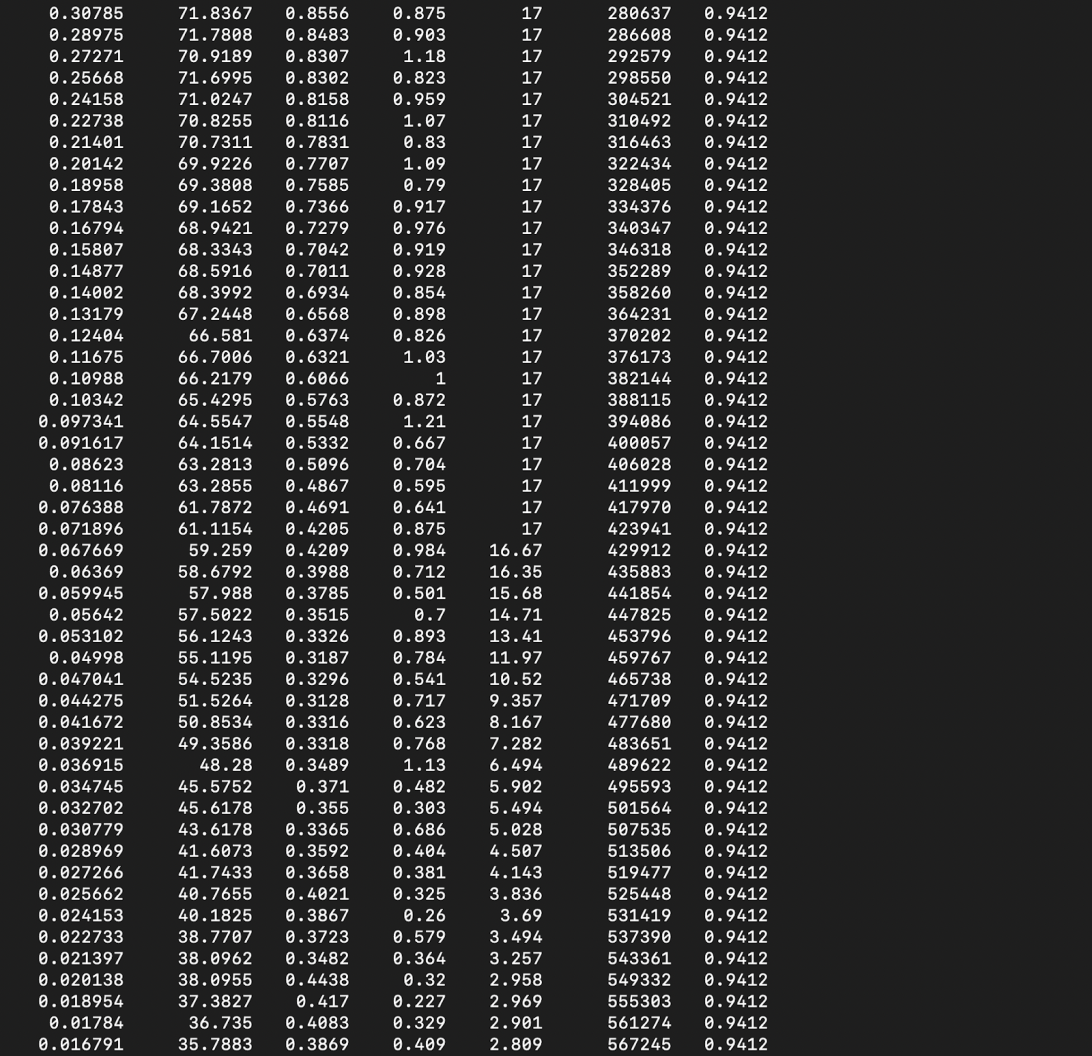 0.30785 71.8367 0.8556 0.875 17 280637 0.9412
0.28975 71.7808 0.8483 0.903 17 286608 0.9412
0.27271 70.9189 0.8307 1.18 17 292579 0.9412
0.25668 71.6995 0.8302 0.823 17 298550 0.9412
0.24158 71.0247 0.8158 0.959 17 304521 0.9412
0.22738 70.8255 0.8116 1.07 17 310492 0.9412
0.21401 70.7311 0.7831 0.83 17 316463 0.9412
0.20142 69.9226 0.7707 1.09 17 322434 0.9412
0.18958 69.3808 0.7585 0.79 17 328405 0.9412
0.17843 69.1652 0.7366 0.917 17 334376 0.9412
0.16794 68.9421 0.7279 0.976 17 340347 0.9412
0.15807 68.3343 0.7042 0.919 17 346318 0.9412
0.14877 68.5916 0.7011 0.928 17 352289 0.9412
0.14002 68.3992 0.6934 0.854 17 358260 0.9412
0.13179 67.2448 0.6568 0.898 17 364231 0.9412
0.12404 66.581 0.6374 0.826 17 370202 0.9412
0.11675 66.7006 0.6321 1.03 17 376173 0.9412
0.10988 66.2179 0.6066 1 17 382144 0.9412
0.10342 65.4295 0.5763 0.872 17 388115 0.9412
0.097341 64.5547 0.5548 1.21 17 394086 0.9412
0.091617 64.1514 0.5332 0.667 17 400057 0.9412
0.08623 63.2813 0.5096 0.704 17 406028 0.9412
0.08116 63.2855 0.4867 0.595 17 411999 0.9412
0.076388 61.7872 0.4691 0.641 17 417970 0.9412
0.071896 61.1154 0.4205 0.875 17 423941 0.9412
0.067669 59.259 0.4209 0.984 16.67 429912 0.9412
0.06369 58.6792 0.3988 0.712 16.35 435883 0.9412
0.059945 57.988 0.3785 0.501 15.68 441854 0.9412
0.05642 57.5022 0.3515 0.7 14.71 447825 0.9412
0.053102 56.1243 0.3326 0.893 13.41 453796 0.9412
0.04998 55.1195 0.3187 0.784 11.97 459767 0.9412
0.047041 54.5235 0.3296 0.541 10.52 465738 0.9412
0.044275 51.5264 0.3128 0.717 9.357 471709 0.9412
0.041672 50.8534 0.3316 0.623 8.167 477680 0.9412
0.039221 49.3586 0.3318 0.768 7.282 483651 0.9412
0.036915 48.28 0.3489 1.13 6.494 489622 0.9412
0.034745 45.5752 0.371 0.482 5.902 495593 0.9412
0.032702 45.6178 0.355 0.303 5.494 501564 0.9412
0.030779 43.6178 0.3365 0.686 5.028 507535 0.9412
0.028969 41.6073 0.3592 0.404 4.507 513506 0.9412
0.027266 41.7433 0.3658 0.381 4.143 519477 0.9412
0.025662 40.7655 0.4021 0.325 3.836 525448 0.9412
0.024153 40.1825 0.3867 0.26 3.69 531419 0.9412
0.022733 38.7707 0.3723 0.579 3.494 537390 0.9412
0.021397 38.0962 0.3482 0.364 3.257 543361 0.9412
0.020138 38.0955 0.4438 0.32 2.958 549332 0.9412
0.018954 37.3827 0.417 0.227 2.969 555303 0.9412
0.01784 36.735 0.4083 0.329 2.901 561274 0.9412
0.016791 35.7883 0.3869 0.409 2.809 567245 0.9412